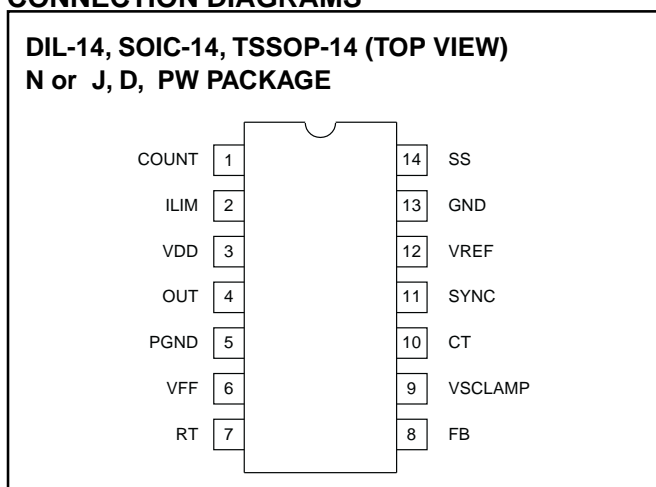 CONNECTION DIAGRAMS
DIL-14, SOIC-14, TSSOP-14 (TOP VIEW)
N or J, D, PW PACKAGE
COUNT 1 14 SS
ILIM 2 13 GND
VDD 3 12 VREF
OUT 4 11 SYNC
PGND 5 10 CT
VFF 6 9 VSCLAMP
RT 7 8 FB